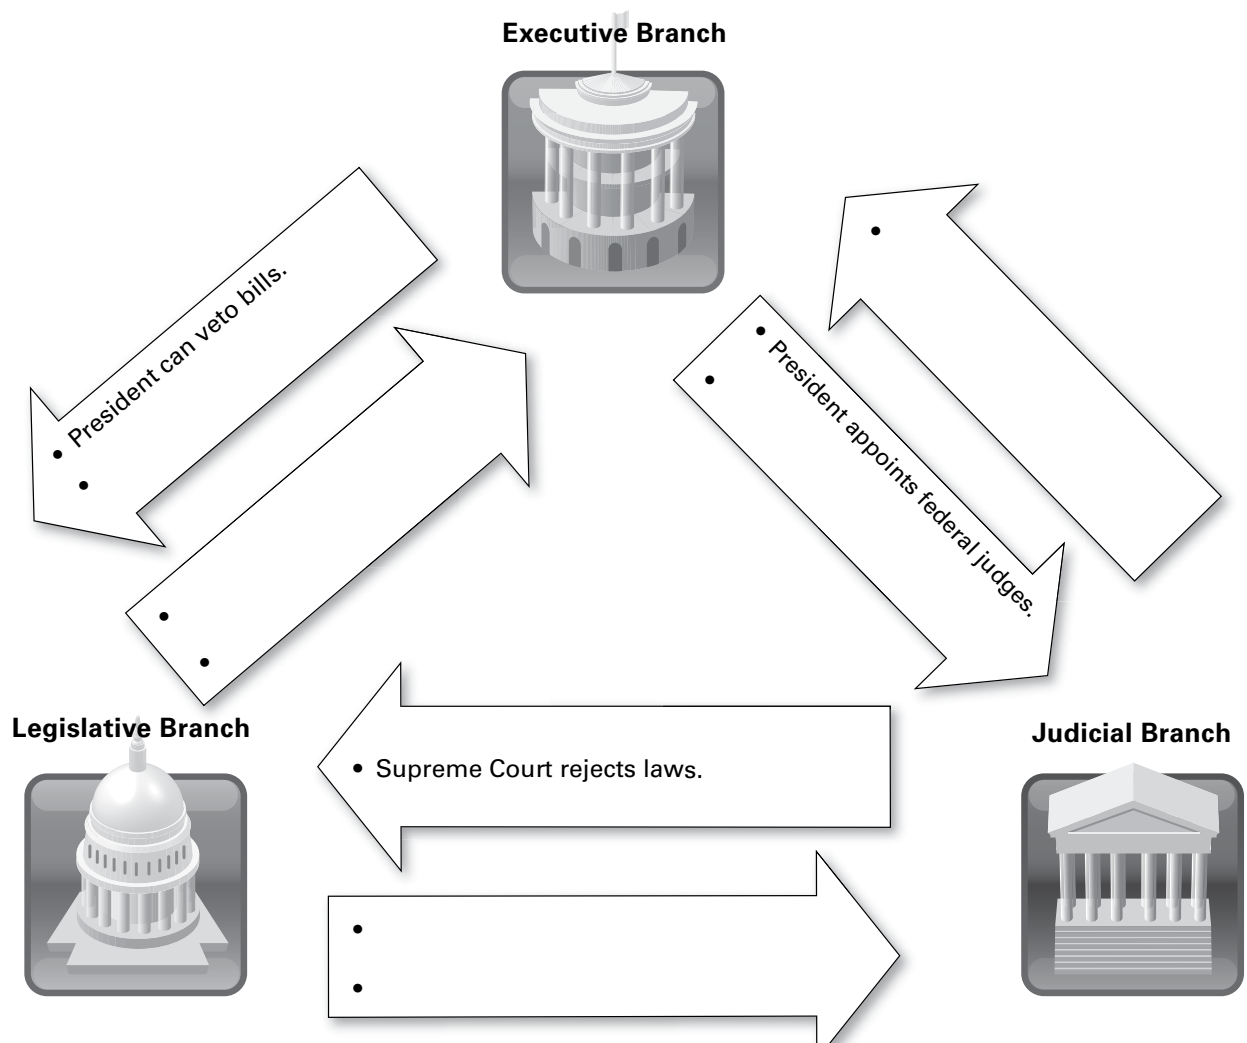 Executive Branch
• President can veto bills.
•
•
•
• President appoints federal judges.
•
•
Legislative Branch
Judicial Branch
• Supreme Court rejects laws.
•
•